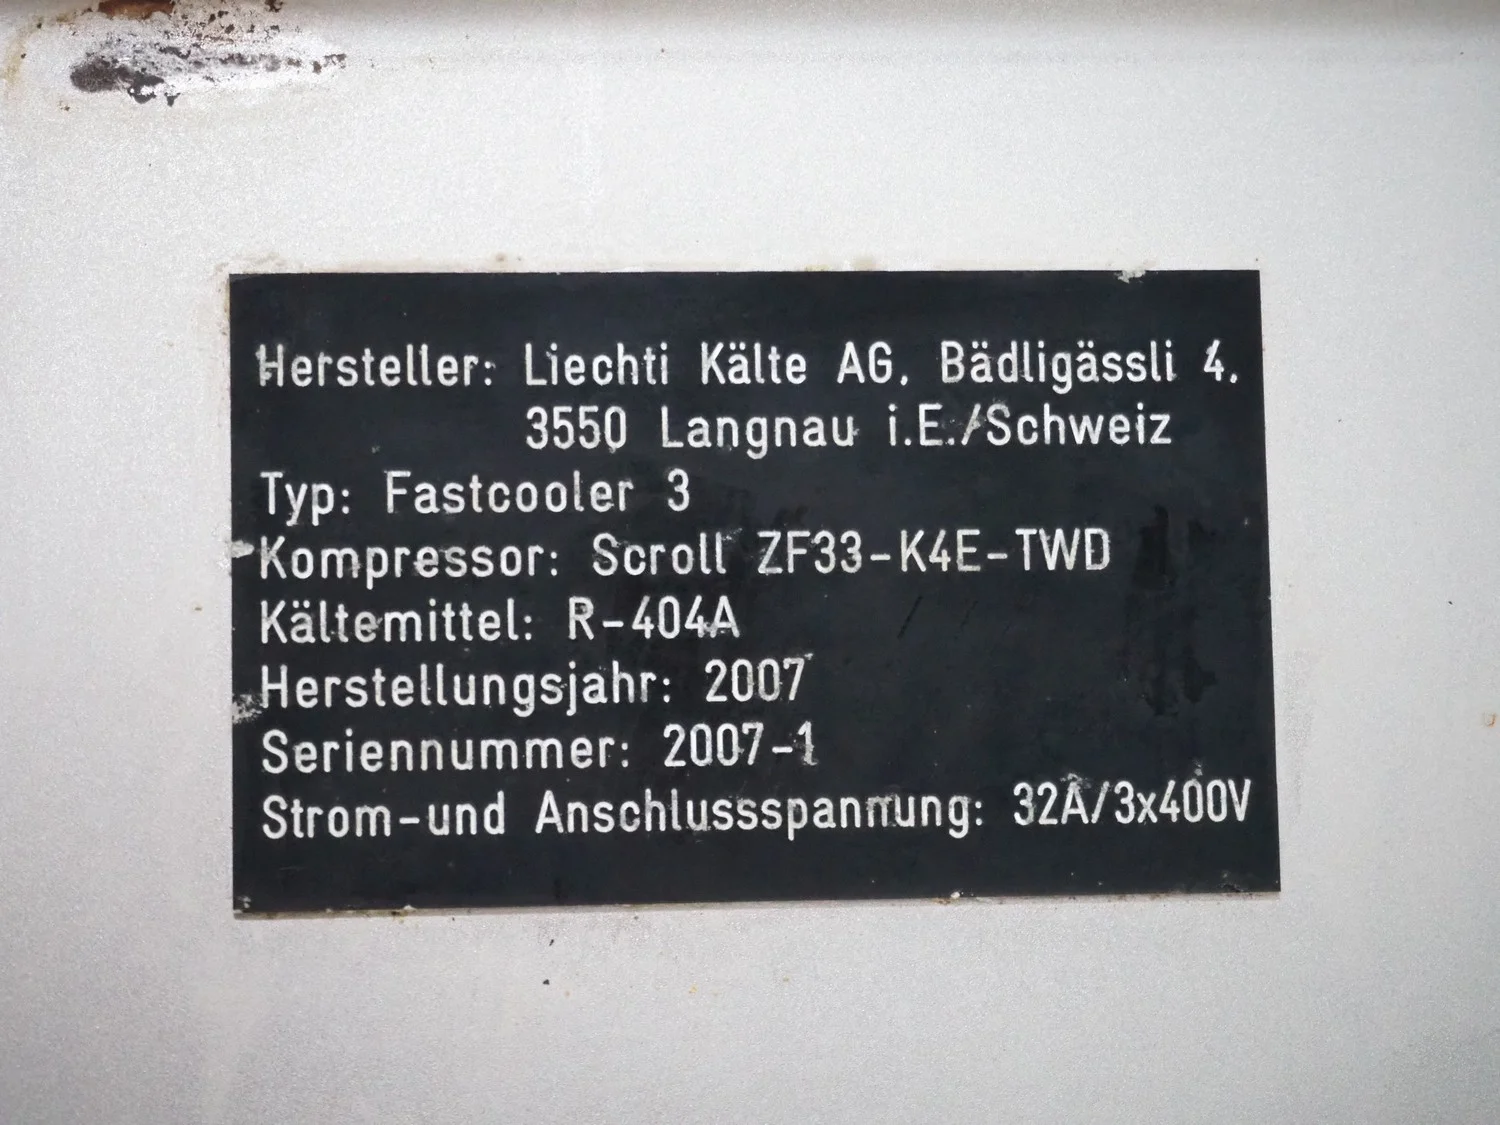 Hersteller: Liechti Kälte AG, Bädligässli 4,
3550 Langnau i.E./Schweiz
Typ: Fastcooler 3
Kompressor: Scroll ZF33-K4E-TWD
Kältemittel: R-404A
Herstellungsjahr: 2007
Seriennummer: 2007-1
Strom-und Anschlussspannung: 32A/3x400V